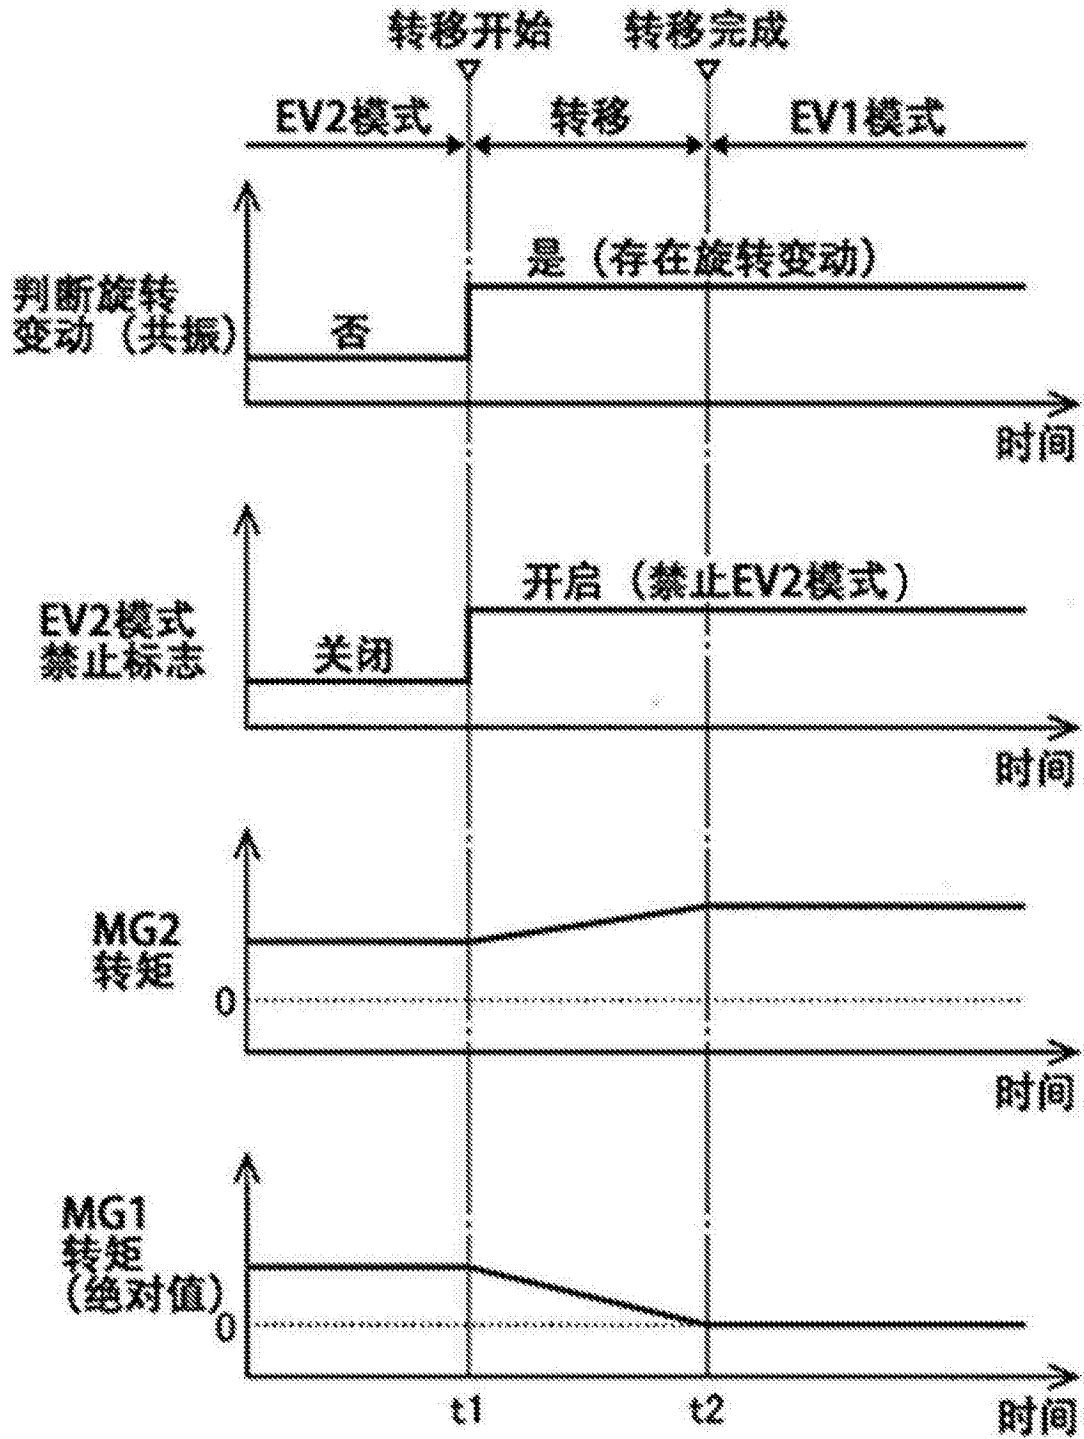 转移开始 转移完成
EV2模式 转移 EV1模式
是（存在旋转变动）
判断旋转
变动（共振）
否
时间
开启（禁止EV2模式）
EV2模式
禁止标志
关闭
时间
MG2
转矩
0
时间
MG1
转矩
（绝对值）
0
t1 t2
时间